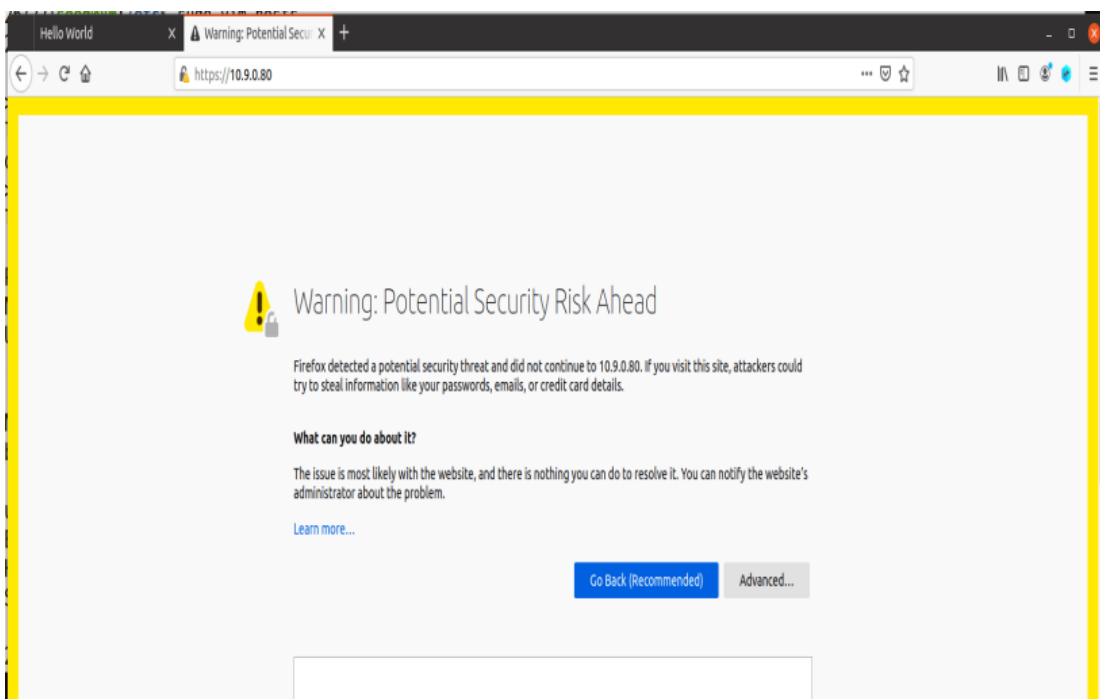 Hello World
Warning: Potential Secur
https://10.9.0.80
Warning: Potential Security Risk Ahead
Firefox detected a potential security threat and did not continue to 10.9.0.80. If you visit this site, attackers could
try to steal information like your passwords, emails, or credit card details.
What can you do about it?
The issue is most likely with the website, and there is nothing you can do to resolve it. You can notify the website's
administrator about the problem.
Learn more...
Go Back (Recommended)
Advanced...